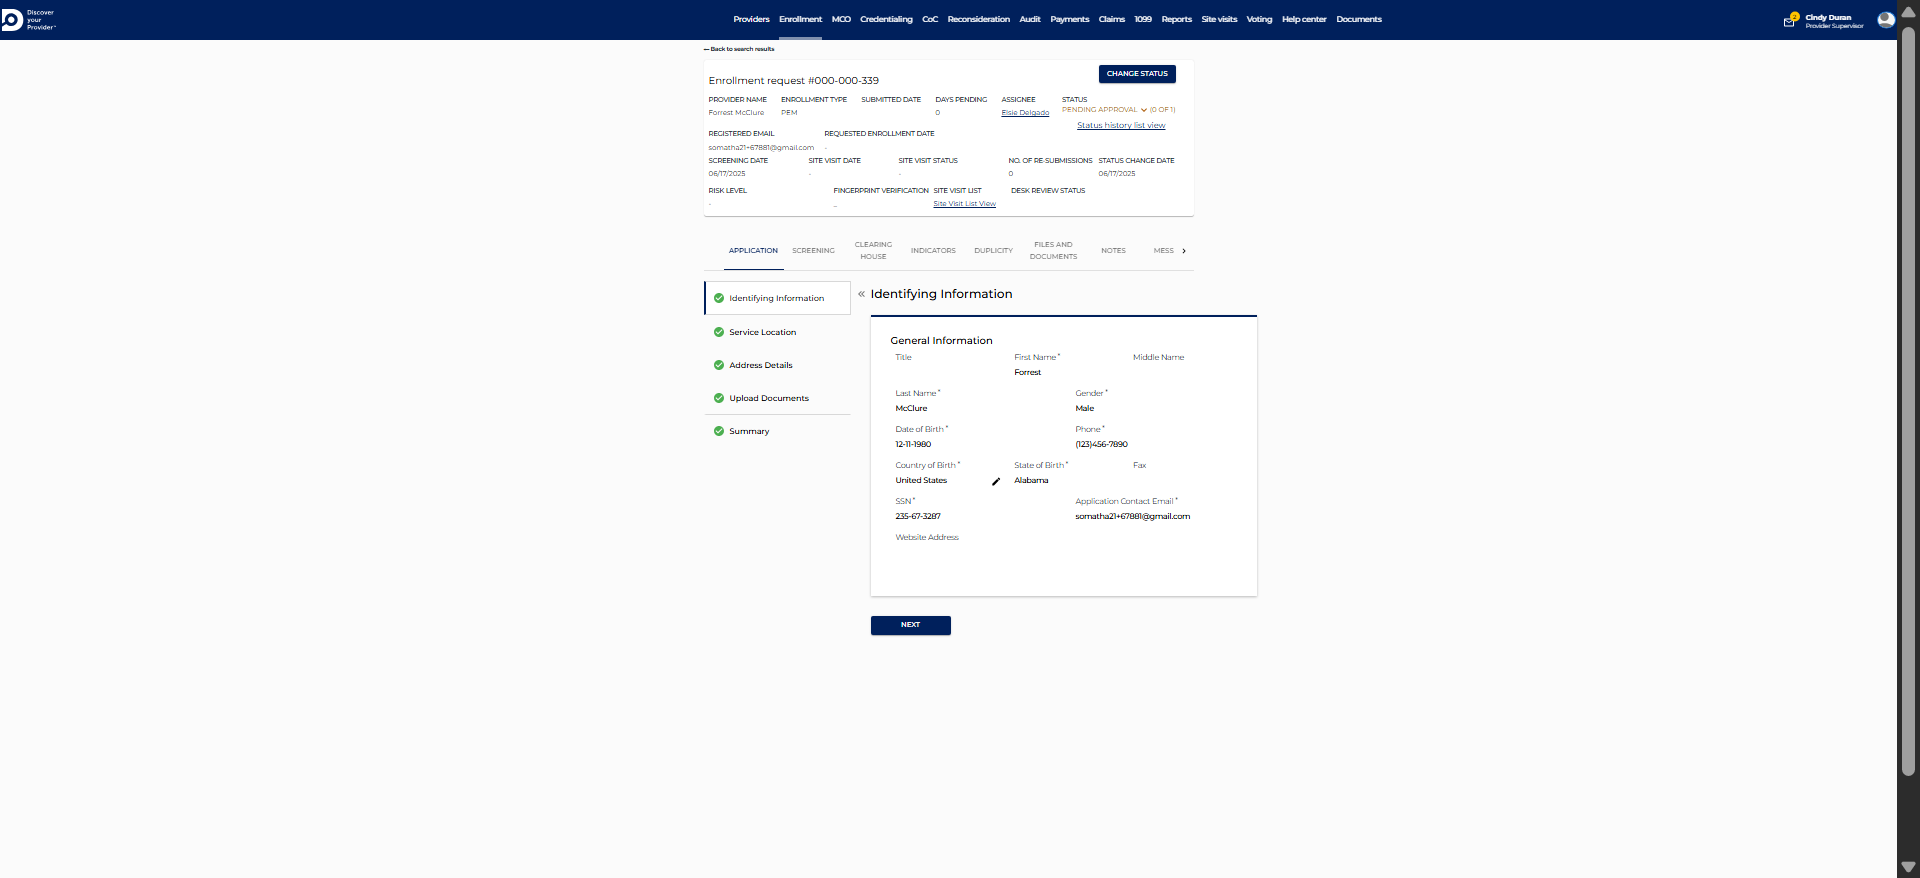 Discover
your
Provider
Providers Enrollment MCO Credentialing CoC Reconsideration Audit Payments Claims 1099 Reports Site visits Voting Help center Documents
Cindy Duran
Provider Supervisor
Back to search results
Enrollment request #000-000-339
CHANGE STATUS
PROVIDER NAME ENROLLMENT TYPE SUBMITTED DATE DAYS PENDING ASSIGNEE STATUS
Forrest McClure PEM 0 Elsie Delgado PENDING APPROVAL (0 OF 1)
Status history list view
REGISTERED EMAIL REQUESTED ENROLLMENT DATE
somatha21+67881@gmail.com -
SCREENING DATE SITE VISIT DATE SITE VISIT STATUS NO. OF RE-SUBMISSIONS STATUS CHANGE DATE
06/17/2025 - - 0 06/17/2025
RISK LEVEL FINGERPRINT VERIFICATION SITE VISIT LIST DESK REVIEW STATUS
- _ Site Visit List View
APPLICATION SCREENING CLEARING HOUSE INDICATORS DUPLICITY FILES AND DOCUMENTS NOTES MESS
Identifying Information
Service Location
Address Details
Upload Documents
Summary
« Identifying Information
General Information
Title First Name* Middle Name
Forrest
Last Name* Gender*
McClure Male
Date of Birth* Phone*
12-11-1980 (123)456-7890
Country of Birth* State of Birth* Fax
United States Alabama
SSN* Application Contact Email*
235-67-3287 somatha21+67881@gmail.com
Website Address
NEXT